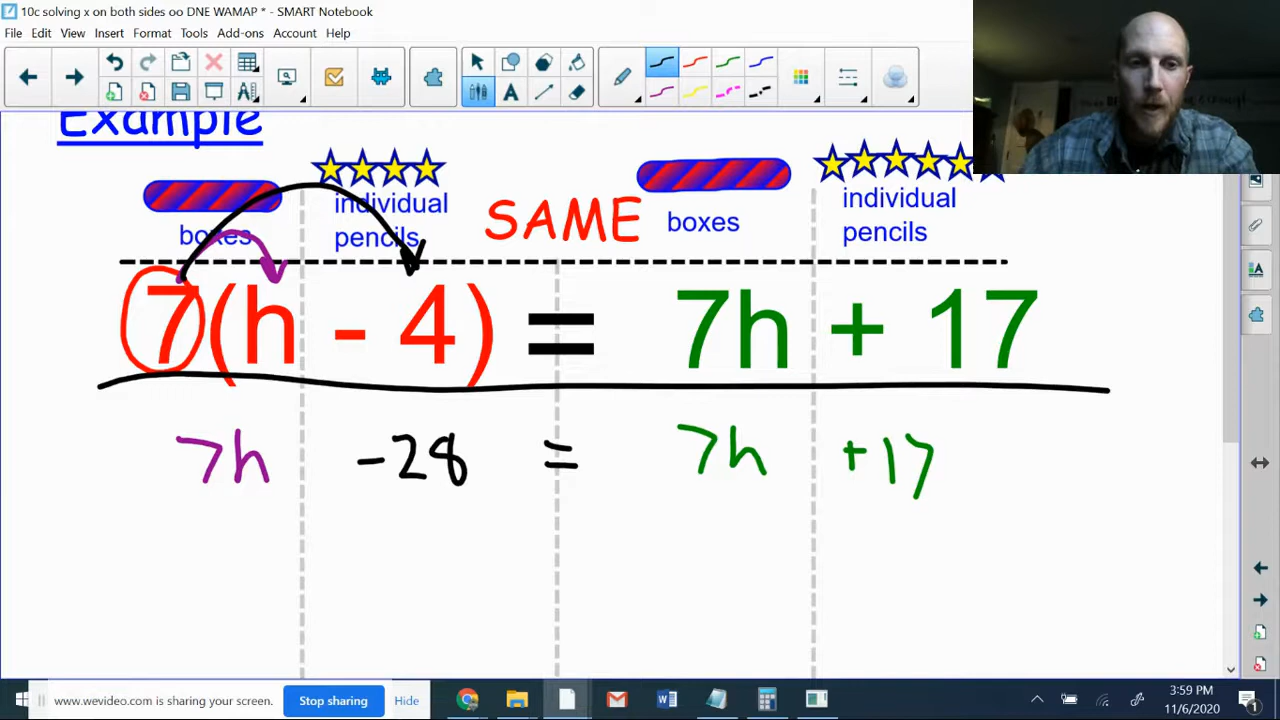 10c solving x on both sides oo DNE WAMAP * - SMART Notebook
File Edit View Insert Format Tools Add-ons Account Help
Example
individual pencils
boxes
SAME
boxes
individual pencils
7(h - 4) = 7h + 17
7h -28 = 7h +17
www.wevideo.com is sharing your screen. Stop sharing Hide
3:59 PM
11/6/2020